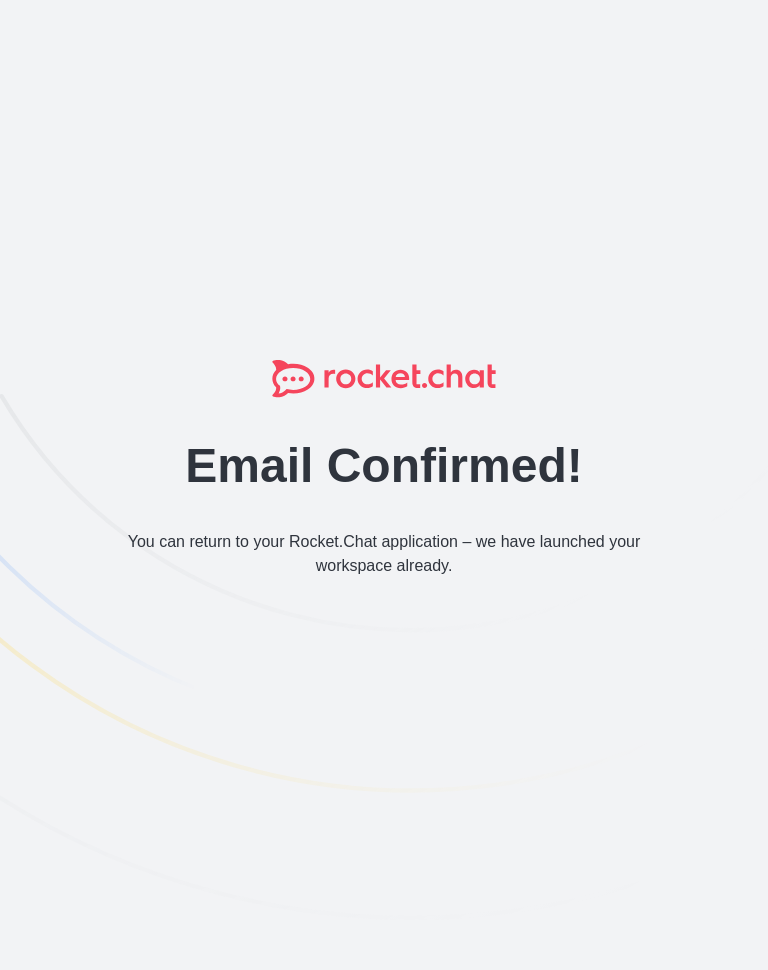 rocket.chat
Email Confirmed!
You can return to your Rocket.Chat application – we have launched your
workspace already.